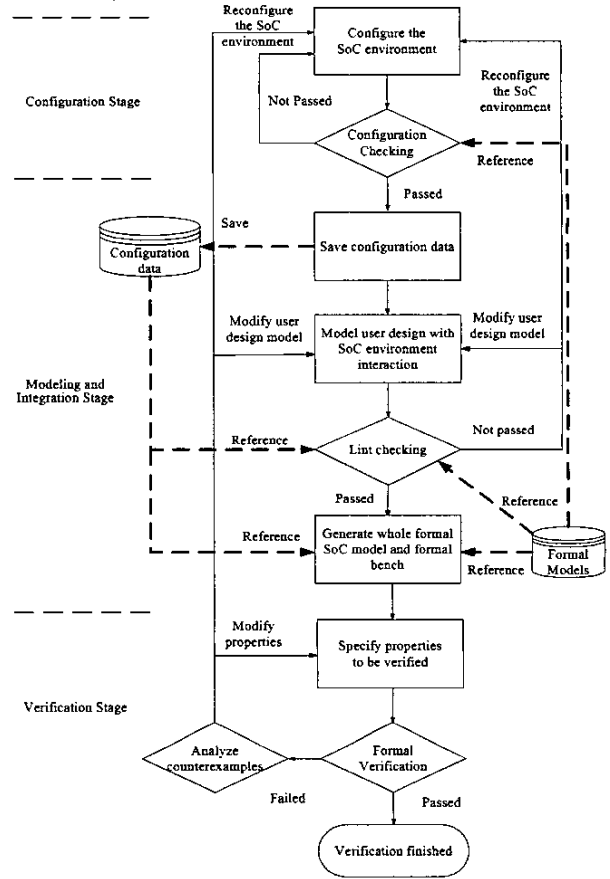 Reconfigure
the SoC
environment
Configure the
SoC environment
Reconfigure
the SoC
environment
Configuration Stage
Not Passed
Configuration
Checking
Reference
Passed
Save
Configuration
data
Save configuration data
Modify user
design model
Model user design with
SoC environment
interaction
Modify user
design model
Modeling and
Integration Stage
Reference
Lint checking
Not passed
Passed
Reference
Reference
Generate whole formal
SoC model and formal
bench
Reference
Formal
Models
Modify
properties
Specify properties
to be verified
Verification Stage
Analyze
counterexamples
Formal
Verification
Failed
Passed
Verification finished